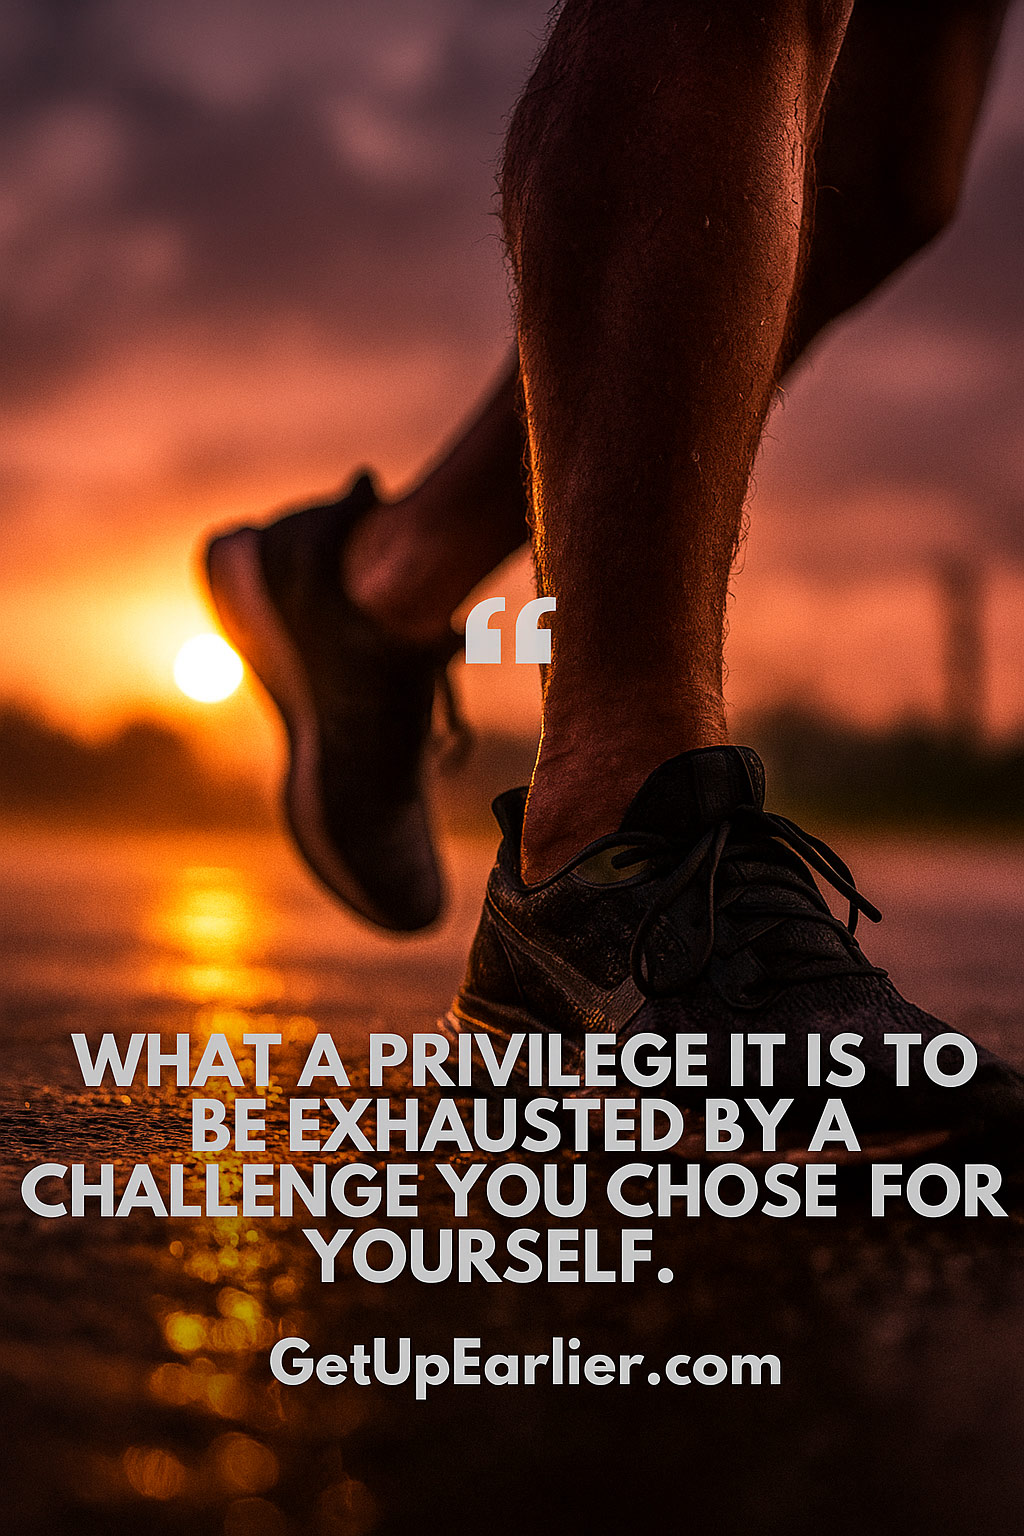 “
WHAT A PRIVILEGE IT IS TO
BE EXHAUSTED BY A
CHALLENGE YOU CHOSE FOR
YOURSELF.
GetUpEarlier.com